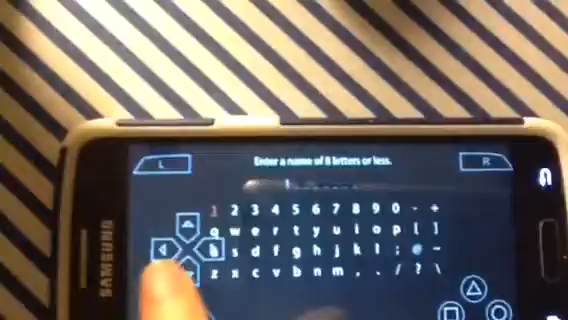 L
Enter a name of 8 letters or less.
R
1 2 3 4 5 6 7 8 9 0 - +
q w e r t y u i o p [ ]
s d f g h j k l ; @ ~
z x c v b n m , . / ? \
SAMSUNG